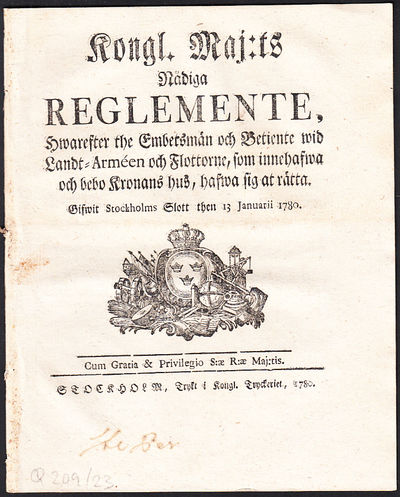 Kongl. Maj:ts
Nådiga
REGLEMENTE,
Hwarefter the Embetsmän och Betiente wid
Landt-Arméen och Flottorne, som innehafwa
och bebo Kronans hus, hafwa sig at rätta.
Gifwit Stockholms Slott then 13 Januarii 1780.
Cum Gratia & Privilegio S:æ R:æ Maj:tis.
STOCKHOLM, Trykt i Kongl. Tryckeriet, 1780.
Q 209/23.